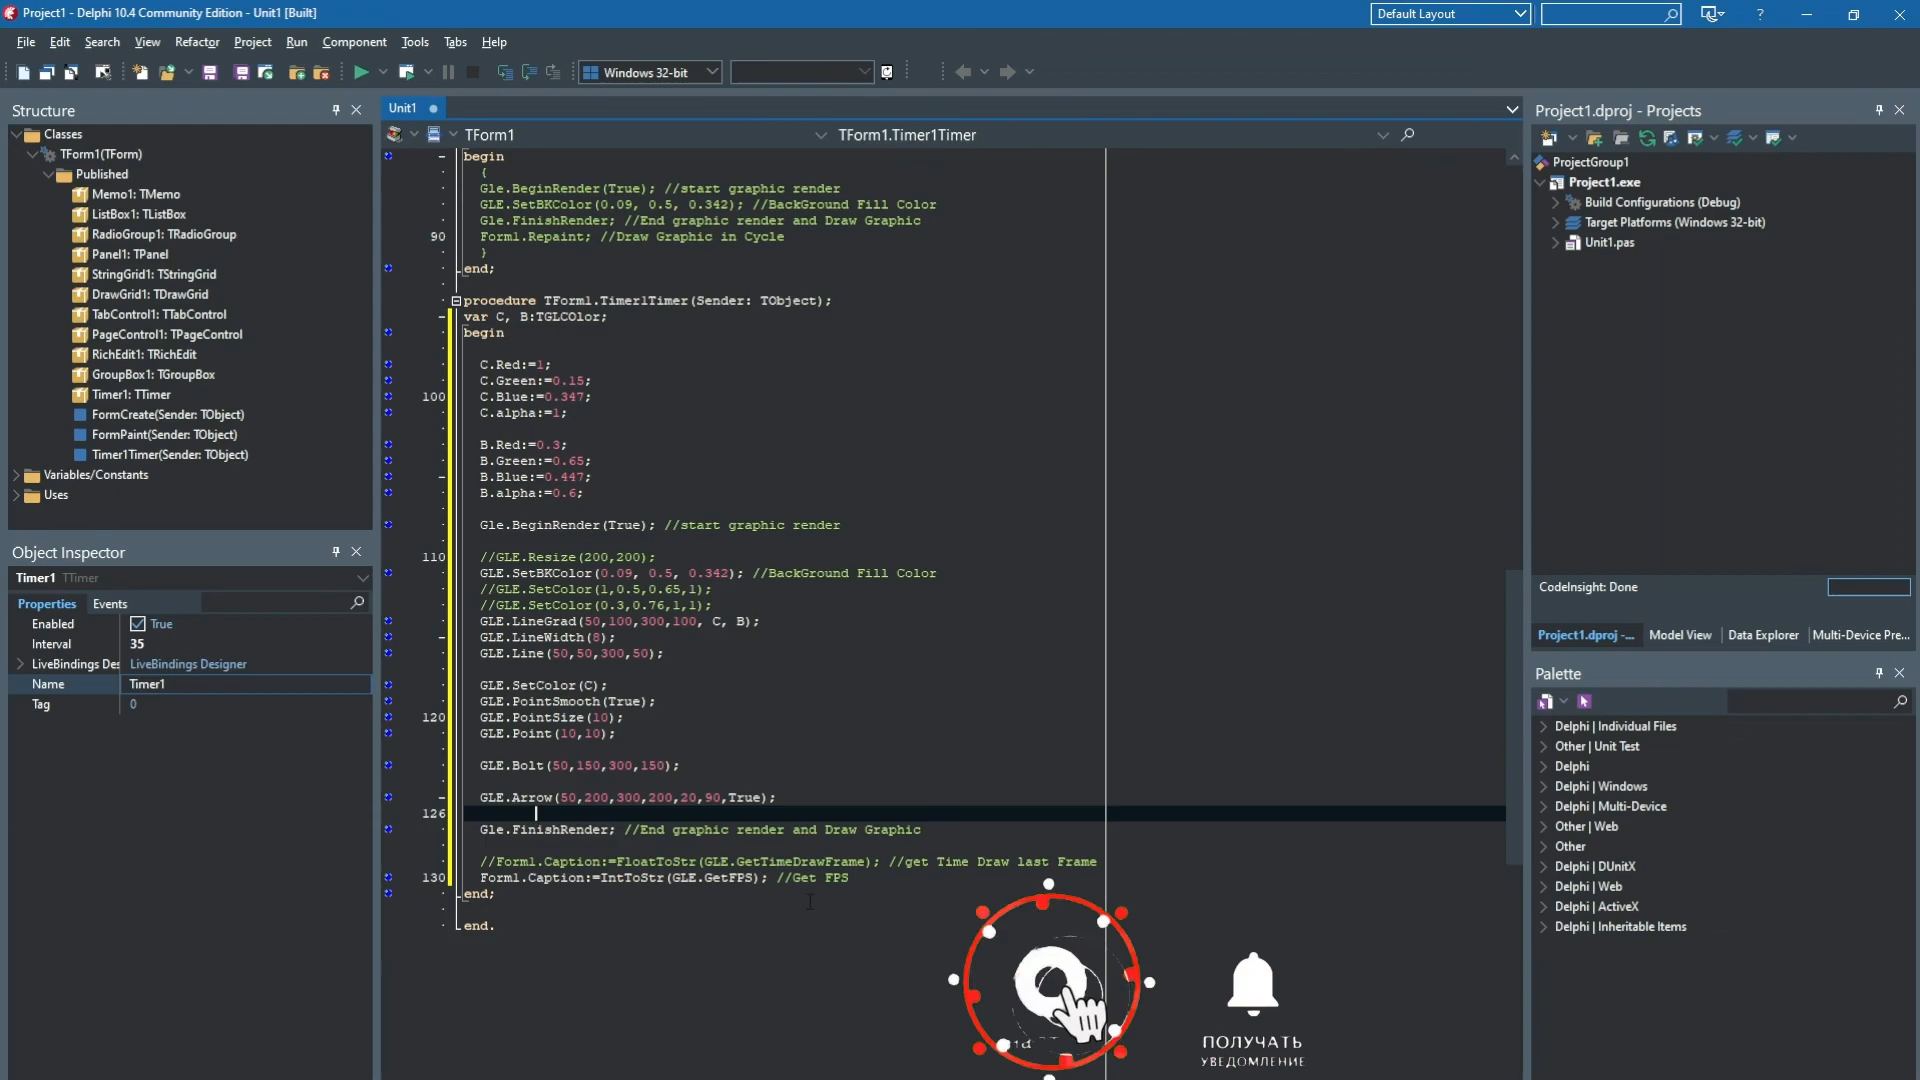 Project1 - Delphi 10.4 Community Edition - Unit1 [Built]
Default Layout
?
File Edit Search View Refactor Project Run Component Tools Tabs Help
Windows 32-bit
Structure
Classes
TForm1(TForm)
Published
Memo1: TMemo
ListBox1: TListBox
RadioGroup1: TRadioGroup
Panel1: TPanel
StringGrid1: TStringGrid
DrawGrid1: TDrawGrid
TabControl1: TTabControl
PageControl1: TPageControl
RichEdit1: TRichEdit
GroupBox1: TGroupBox
Timer1: TTimer
FormCreate(Sender: TObject)
FormPaint(Sender: TObject)
Timer1Timer(Sender: TObject)
Variables/Constants
Uses
Object Inspector
Timer1 TTimer
Properties Events
Enabled True
Interval 35
LiveBindings De: LiveBindings Designer
Name Timer1
Tag 0
Unit1
TForm1 TForm1.Timer1Timer
begin
{
Gle.BeginRender(True); //start graphic render
GLE.SetBKColor(0.09, 0.5, 0.342); //BackGround Fill Color
Gle.FinishRender; //End graphic render and Draw Graphic
90 Form1.Repaint; //Draw Graphic in Cycle
}
end;
procedure TForm1.Timer1Timer(Sender: TObject);
var C, B:TGLCOlor;
begin
C.Red:=1;
C.Green:=0.15;
100 C.Blue:=0.347;
C.alpha:=1;
B.Red:=0.3;
B.Green:=0.65;
B.Blue:=0.447;
B.alpha:=0.6;
Gle.BeginRender(True); //start graphic render
110 //GLE.Resize(200,200);
GLE.SetBKColor(0.09, 0.5, 0.342); //BackGround Fill Color
//GLE.SetColor(1,0.5,0.65,1);
//GLE.SetColor(0.3,0.76,1,1);
GLE.LineGrad(50,100,300,100, C, B);
GLE.LineWidth(8);
GLE.Line(50,50,300,50);
GLE.SetColor(C);
GLE.PointSmooth(True);
120 GLE.PointSize(10);
GLE.Point(10,10);
GLE.Bolt(50,150,300,150);
GLE.Arrow(50,200,300,200,20,90,True);
126
Gle.FinishRender; //End graphic render and Draw Graphic
//Form1.Caption:=FloatToStr(GLE.GetTimeDrawFrame); //get Time Draw last Frame
130 Form1.Caption:=IntToStr(GLE.GetFPS); //Get FPS
end;
end.
ПОЛУЧАТЬ
УВЕДОМЛЕНИЕ
Project1.dproj - Projects
ProjectGroup1
Project1.exe
Build Configurations (Debug)
Target Platforms (Windows 32-bit)
Unit1.pas
CodeInsight: Done
Project1.dproj -... Model View Data Explorer Multi-Device Pre...
Palette
Delphi | Individual Files
Other | Unit Test
Delphi
Delphi | Windows
Delphi | Multi-Device
Other | Web
Other
Delphi | DUnitX
Delphi | Web
Delphi | ActiveX
Delphi | Inheritable Items